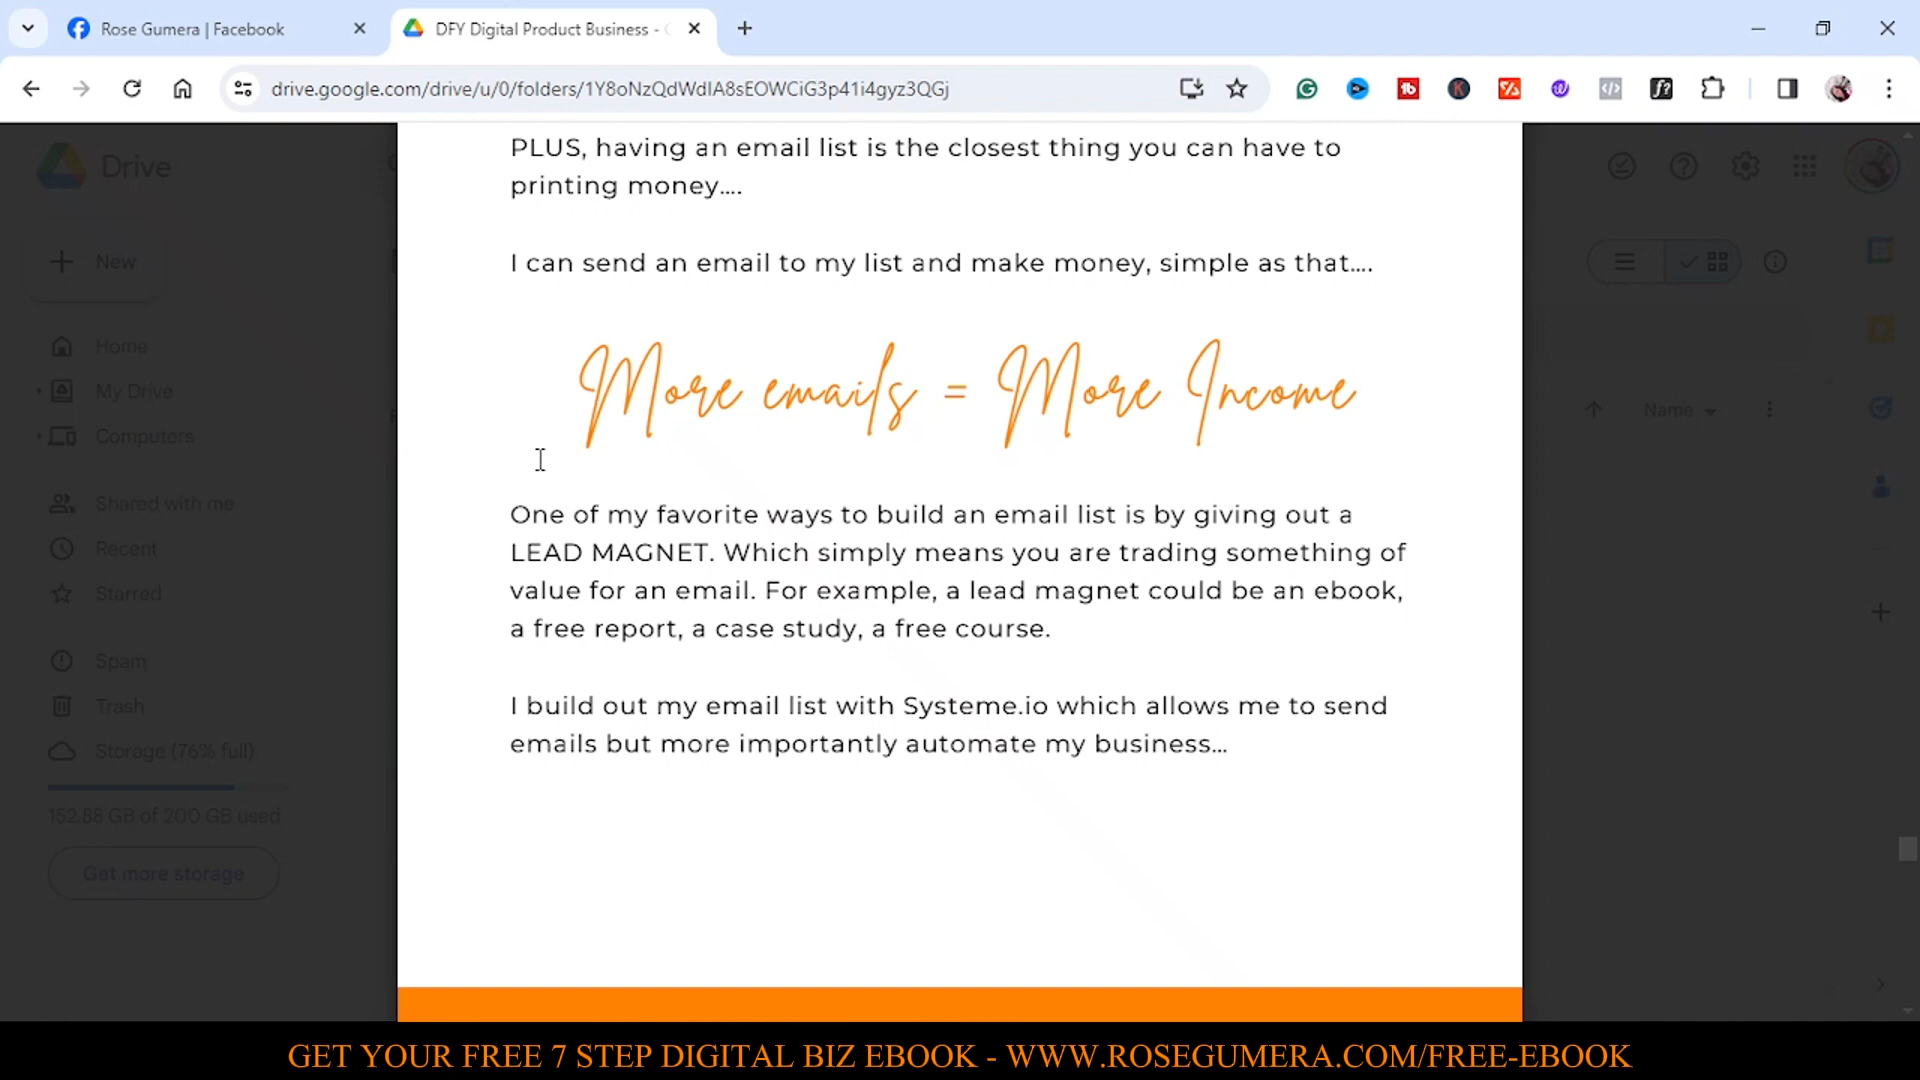 Rose Gumera | Facebook
DFY Digital Product Business -
drive.google.com/drive/u/0/folders/1Y8oNzQdWdIA8sEOWCiG3p41i4gyz3QGj
Drive
New
Home
My Drive
Computers
Shared with me
Recent
Starred
Spam
Trash
Storage (76% full)
152.88 GB of 200 GB used
Get more storage
Name
PLUS, having an email list is the closest thing you can have to
printing money....
I can send an email to my list and make money, simple as that....
More emails = More Income
One of my favorite ways to build an email list is by giving out a
LEAD MAGNET. Which simply means you are trading something of
value for an email. For example, a lead magnet could be an ebook,
a free report, a case study, a free course.
I build out my email list with Systeme.io which allows me to send
emails but more importantly automate my business...
GET YOUR FREE 7 STEP DIGITAL BIZ EBOOK - WWW.ROSEGUMERA.COM/FREE-EBOOK